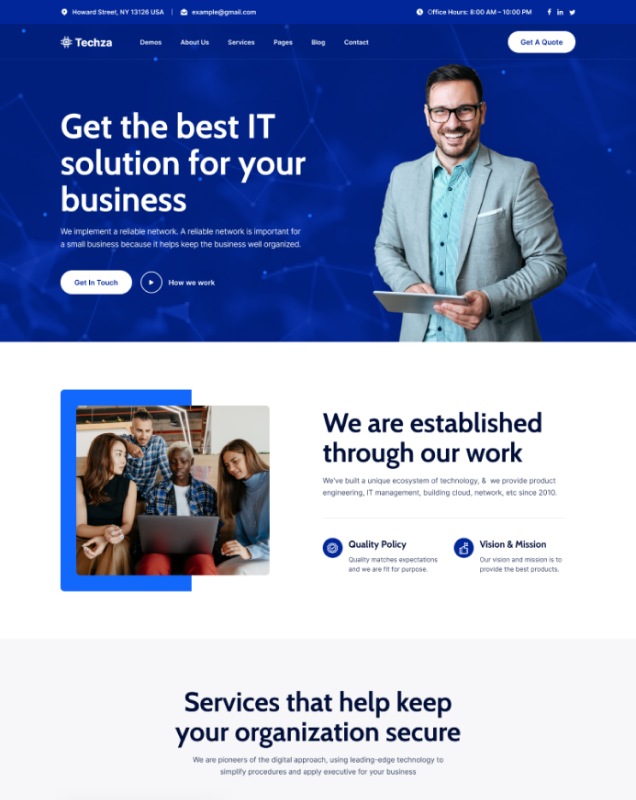 Howard Street, NY 13126 USA | example@gmail.com Office Hours: 8:00 AM – 10:00 PM
Techza Demos About Us Services Pages Blog Contact Get A Quote
Get the best IT
solution for your
business
We implement a reliable network. A reliable network is important for
a small business because it helps keep the business well organized.
Get In Touch How we work
We are established
through our work
We've built a unique ecosystem of technology, & we provide product
engineering, IT management, building cloud, network, etc since 2010.
Quality Policy
Quality matches expectations
and we are fit for purpose.
Vision & Mission
Our vision and mission is to
provide the best products.
Services that help keep
your organization secure
We are pioneers of the digital approach, using leading-edge technology to
simplify procedures and apply executive for your business